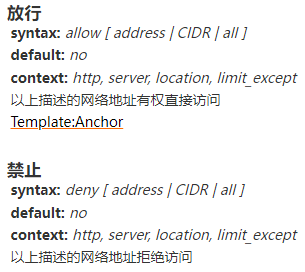 放行
syntax: allow [ address | CIDR | all ]
default: no
context: http, server, location, limit_except
以上描述的网络地址有权直接访问
Template:Anchor
禁止
syntax: deny [ address | CIDR | all ]
default: no
context: http, server, location, limit_except
以上描述的网络地址拒绝访问